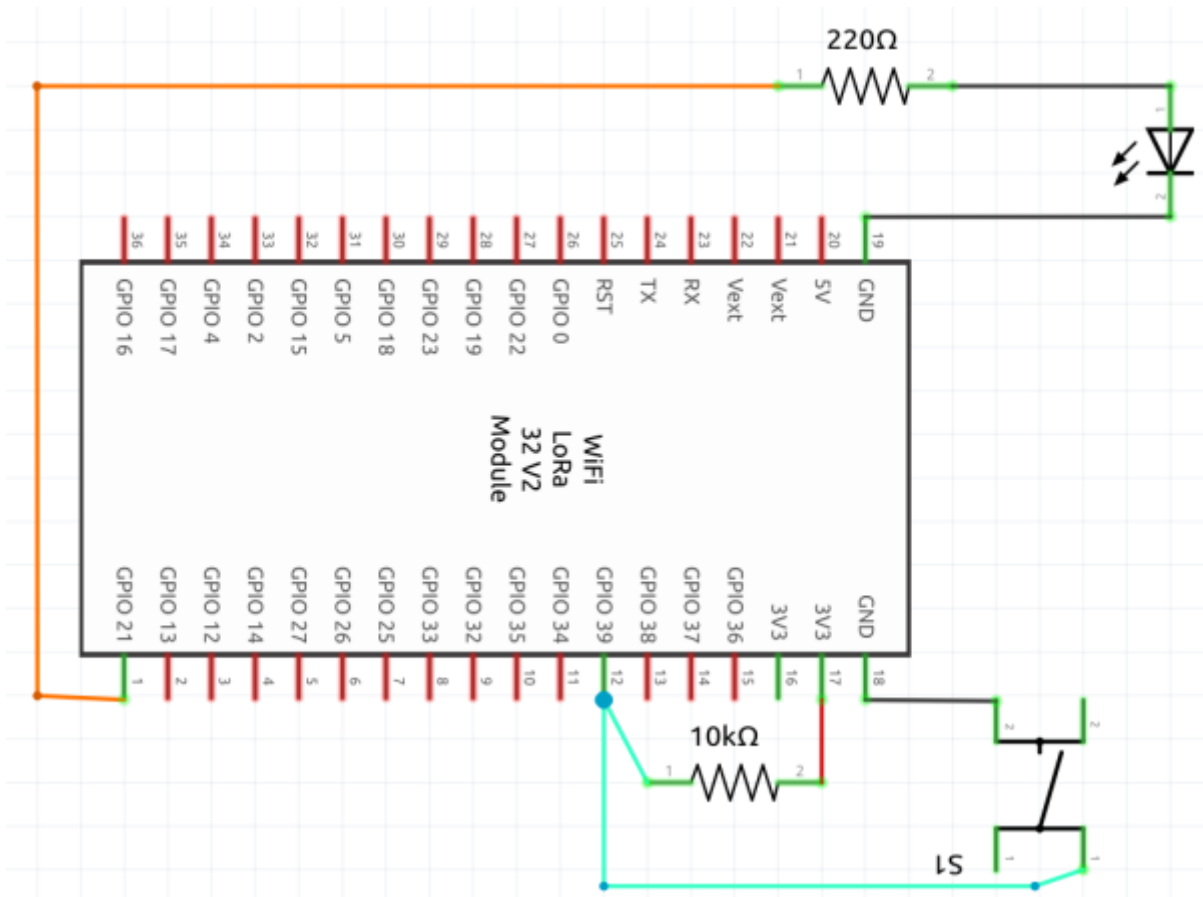 220Ω
1
2
1
2
36
35
34
33
32
31
30
29
28
27
26
25
24
23
22
21
20
19
GPIO 16
GPIO 17
GPIO 4
GPIO 2
GPIO 15
GPIO 5
GPIO 18
GPIO 23
GPIO 19
GPIO 22
GPIO 0
RST
TX
RX
Vext
Vext
5V
GND
WiFi
LoRa
32 V2
Module
GPIO 21
GPIO 13
GPIO 12
GPIO 14
GPIO 27
GPIO 26
GPIO 25
GPIO 33
GPIO 32
GPIO 35
GPIO 34
GPIO 39
GPIO 38
GPIO 37
GPIO 36
3V3
3V3
GND
1
2
3
4
5
6
7
8
9
10
11
12
13
14
15
16
17
18
10kΩ
1
2
2
2
S1
1
1